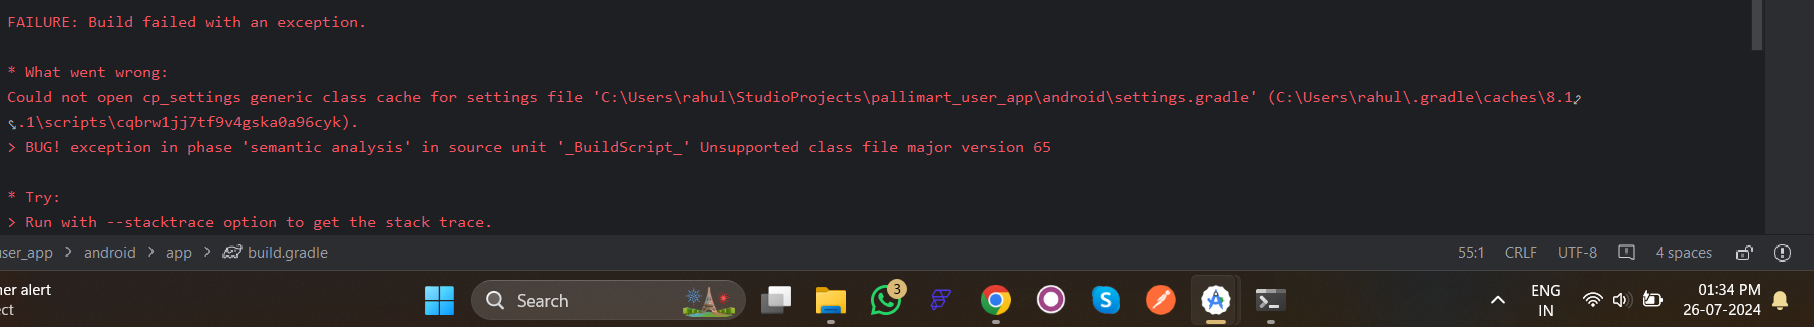 FAILURE: Build failed with an exception.
* What went wrong:
Could not open cp_settings generic class cache for settings file 'C:\Users\rahul\StudioProjects\pallimart_user_app\android\settings.gradle' (C:\Users\rahul\.gradle\caches\8.1
.1\scripts\cqbrw1jj7tf9v4gska0a96cyk).
> BUG! exception in phase 'semantic analysis' in source unit '_BuildScript_' Unsupported class file major version 65
* Try:
> Run with --stacktrace option to get the stack trace.
user_app > android > app > build.gradle
55:1 CRLF UTF-8 4 spaces
ner alert
ect
Search
3
S
ENG
IN
01:34 PM
26-07-2024